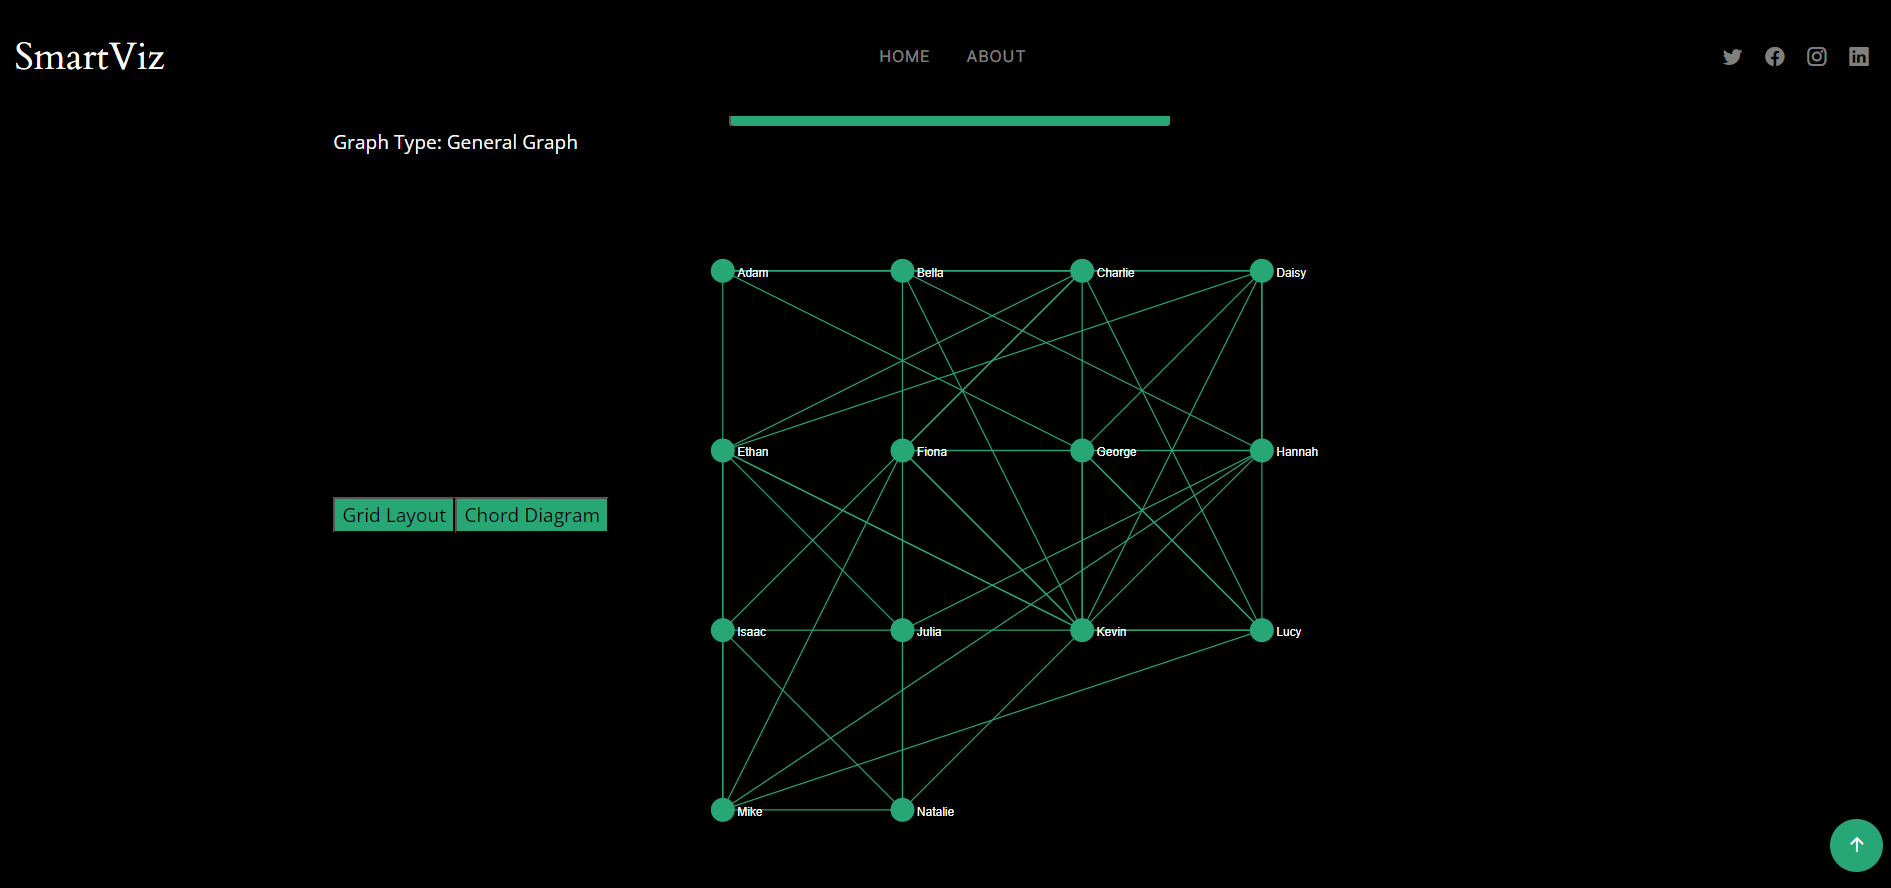 SmartViz
HOME ABOUT
Graph Type: General Graph
Adam Bella Charlie Daisy
Ethan Fiona George Hannah
Grid Layout Chord Diagram
Isaac Julia Kevin Lucy
Mike Natalie